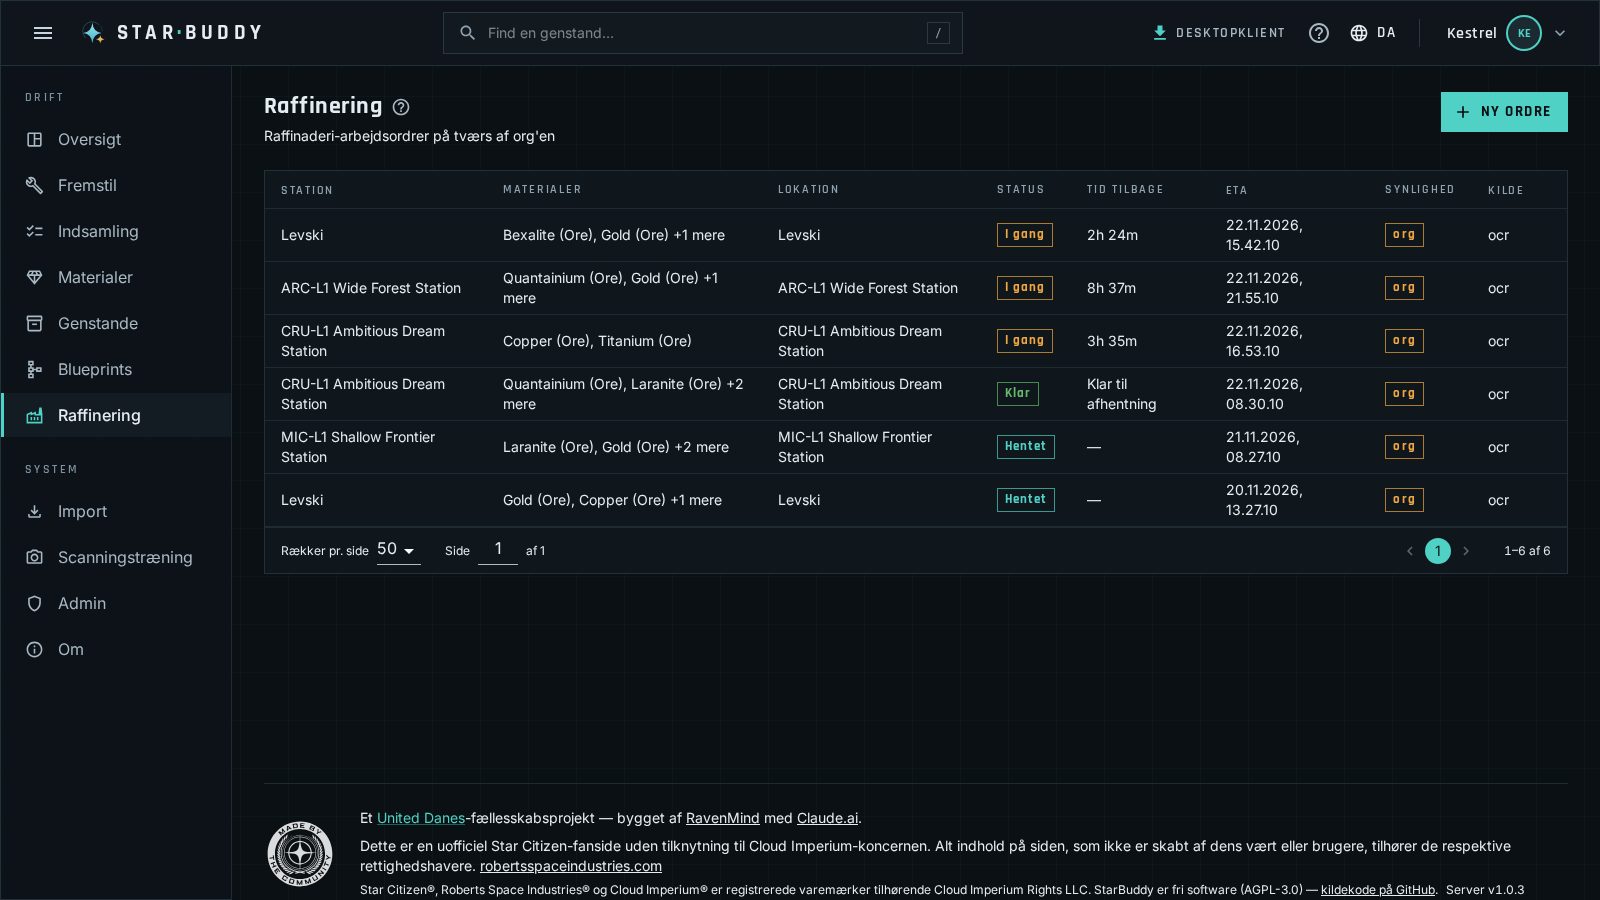 STAR·BUDDY
Find en genstand...
/
DESKTOPKLIENT
DA
Kestrel
KE
DRIFT
Oversigt
Fremstil
Indsamling
Materialer
Genstande
Blueprints
Raffinering
SYSTEM
Import
Scanningstræning
Admin
Om
Raffinering
Raffinaderi-arbejdsordrer på tværs af org'en
NY ORDRE
STATION MATERIALER LOKATION STATUS TID TILBAGE ETA SYNLIGHED KILDE
Levski Bexalite (Ore), Gold (Ore) +1 mere Levski I gang 2h 24m 22.11.2026, 15.42.10 org ocr
ARC-L1 Wide Forest Station Quantainium (Ore), Gold (Ore) +1 mere ARC-L1 Wide Forest Station I gang 8h 37m 22.11.2026, 21.55.10 org ocr
CRU-L1 Ambitious Dream Station Copper (Ore), Titanium (Ore) CRU-L1 Ambitious Dream Station I gang 3h 35m 22.11.2026, 16.53.10 org ocr
CRU-L1 Ambitious Dream Station Quantainium (Ore), Laranite (Ore) +2 mere CRU-L1 Ambitious Dream Station Klar Klar til afhentning 22.11.2026, 08.30.10 org ocr
MIC-L1 Shallow Frontier Station Laranite (Ore), Gold (Ore) +2 mere MIC-L1 Shallow Frontier Station Hentet — 21.11.2026, 08.27.10 org ocr
Levski Gold (Ore), Copper (Ore) +1 mere Levski Hentet — 20.11.2026, 13.27.10 org ocr
Rækker pr. side 50 Side 1 af 1 1 1–6 af 6
MADE BY THE COMMUNITY
Et United Danes-fællesskabsprojekt — bygget af RavenMind med Claude.ai.
Dette er en uofficiel Star Citizen-fanside uden tilknytning til Cloud Imperium-koncernen. Alt indhold på siden, som ikke er skabt af dens vært eller brugere, tilhører de respektive
rettighedshavere. robertsspaceindustries.com
Star Citizen®, Roberts Space Industries® og Cloud Imperium® er registrerede varemærker tilhørende Cloud Imperium Rights LLC. StarBuddy er fri software (AGPL-3.0) — kildekode på GitHub. Server v1.0.3